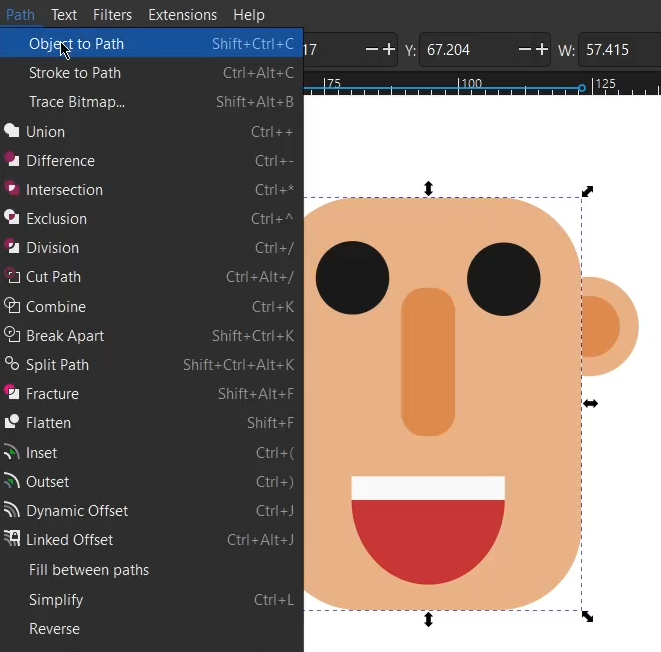 Path Text Filters Extensions Help
Object to Path Shift+Ctrl+C
17 Y: 67.204 W: 57.415
Stroke to Path Ctrl+Alt+C
75 100 125
Trace Bitmap... Shift+Alt+B
Union Ctrl++
Difference Ctrl+-
Intersection Ctrl+*
Exclusion Ctrl+^
Division Ctrl+/
Cut Path Ctrl+Alt+/
Combine Ctrl+K
Break Apart Shift+Ctrl+K
Split Path Shift+Ctrl+Alt+K
Fracture Shift+Alt+F
Flatten Shift+F
Inset Ctrl+(
Outset Ctrl+)
Dynamic Offset Ctrl+J
Linked Offset Ctrl+Alt+J
Fill between paths
Simplify Ctrl+L
Reverse